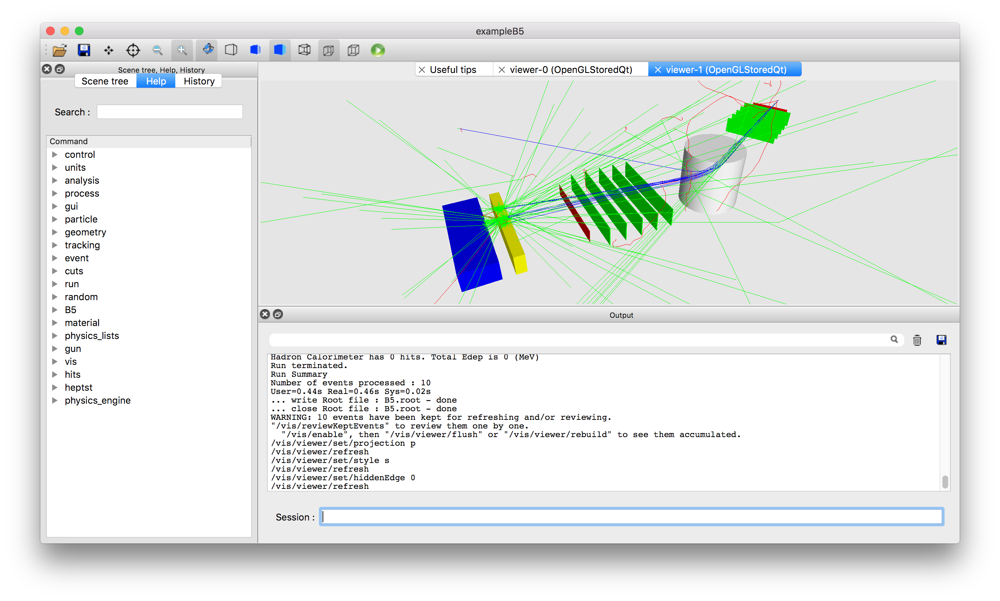 exampleB5
Scene tree, Help, History
Scene tree
Help
History
Search :
Command
control
units
analysis
process
gui
particle
geometry
tracking
event
cuts
run
random
B5
material
physics_lists
gun
vis
hits
heptst
physics_engine
Useful tips
viewer-0 (OpenGLStoredQt)
viewer-1 (OpenGLStoredQt)
Output
Hadron Calorimeter has 0 hits. Total Edep is 0 (MeV)
Run terminated.
Run Summary
Number of events processed : 10
User=0.44s Real=0.46s Sys=0.02s
... write Root file : B5.root - done
... close Root file : B5.root - done
WARNING: 10 events have been kept for refreshing and/or reviewing.
"/vis/reviewKeptEvents" to review them one by one.
"/vis/enable", then "/vis/viewer/flush" or "/vis/viewer/rebuild" to see them accumulated.
/vis/viewer/set/projection p
/vis/viewer/refresh
/vis/viewer/set/style s
/vis/viewer/refresh
/vis/viewer/set/hiddenEdge 0
/vis/viewer/refresh
Session :